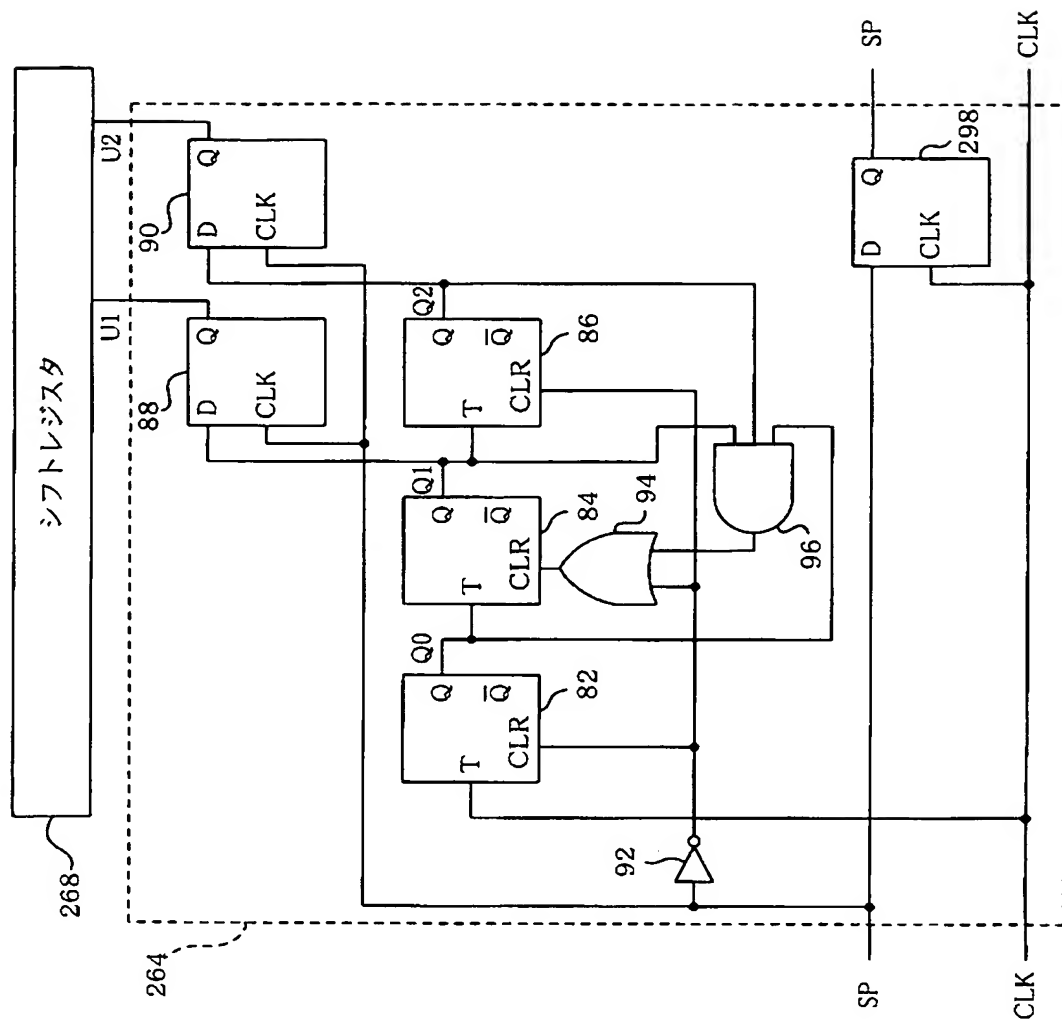 シフトレジスタ
268
264
U1
U2
D
Q
CLK
88
D
Q
CLK
90
Q0
T
Q
Q̅
CLR
82
Q1
T
Q
Q̅
CLR
84
Q2
T
Q
Q̅
CLR
86
92
94
96
SP
D
Q
CLK
298
SP
CLK
CLK